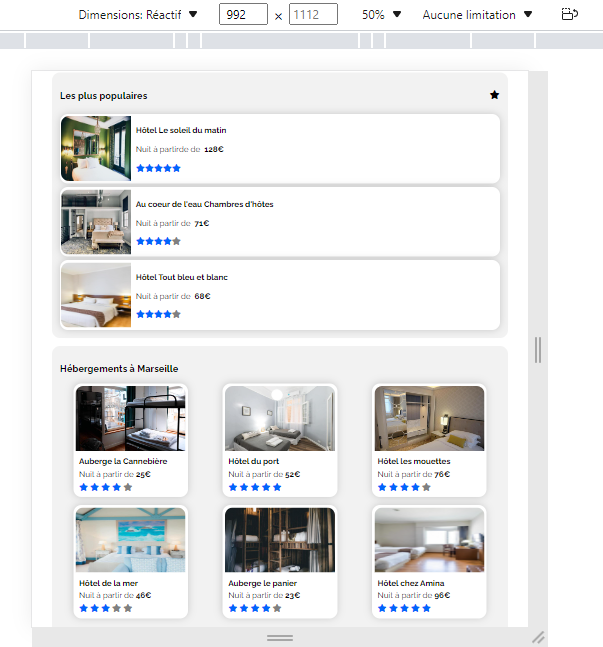 Dimensions: Réactif
992 × 1112
50%
Aucune limitation
Les plus populaires
Hôtel Le soleil du matin
Nuit à partirde de 128€
Au coeur de l'eau Chambres d'hôtes
Nuit à partir de 71€
Hôtel Tout bleu et blanc
Nuit à partir de 68€
Hébergements à Marseille
Auberge la Cannebière
Nuit à partir de 25€
Hôtel du port
Nuit à partir de 52€
Hôtel les mouettes
Nuit à partir de 76€
Hôtel de la mer
Nuit à partir de 46€
Auberge le panier
Nuit à partir de 23€
Hôtel chez Amina
Nuit à partir de 96€